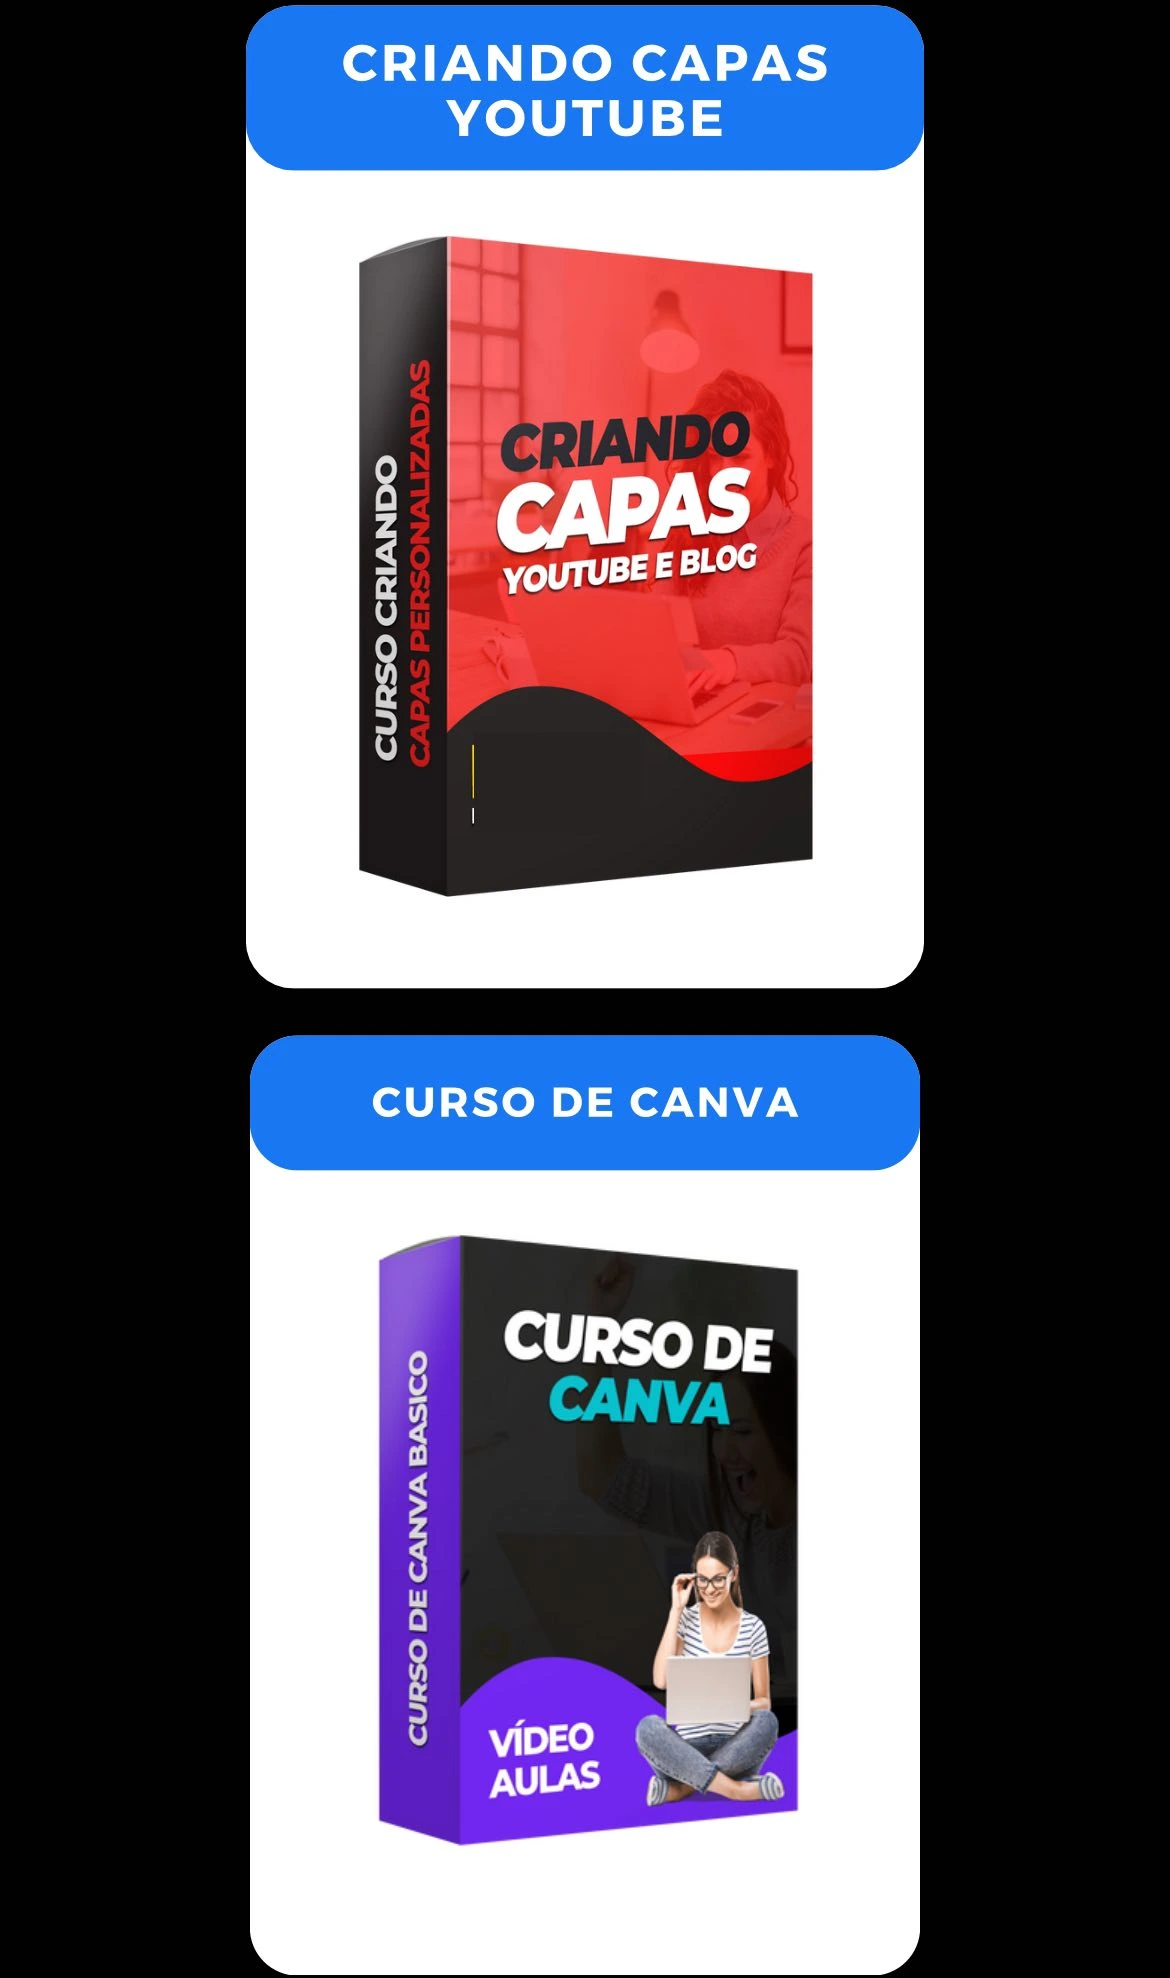 CRIANDO CAPAS
YOUTUBE
CURSO CRIANDO
CAPAS PERSONALIZADAS
CRIANDO
CAPAS
YOUTUBE E BLOG
CURSO DE CANVA
CURSO DE CANVA BASICO
CURSO DE
CANVA
VÍDEO
AULAS